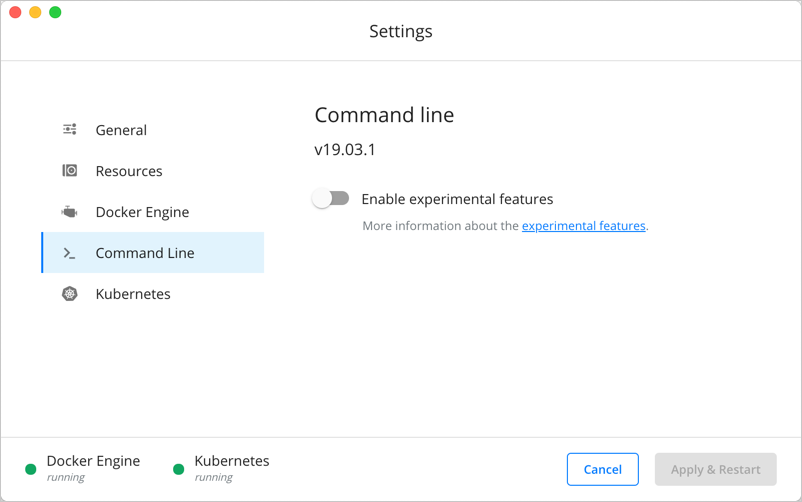 Settings
General
Resources
Docker Engine
Command Line
Kubernetes
Command line
v19.03.1
Enable experimental features
More information about the experimental features.
Docker Engine
running
Kubernetes
running
Cancel
Apply & Restart